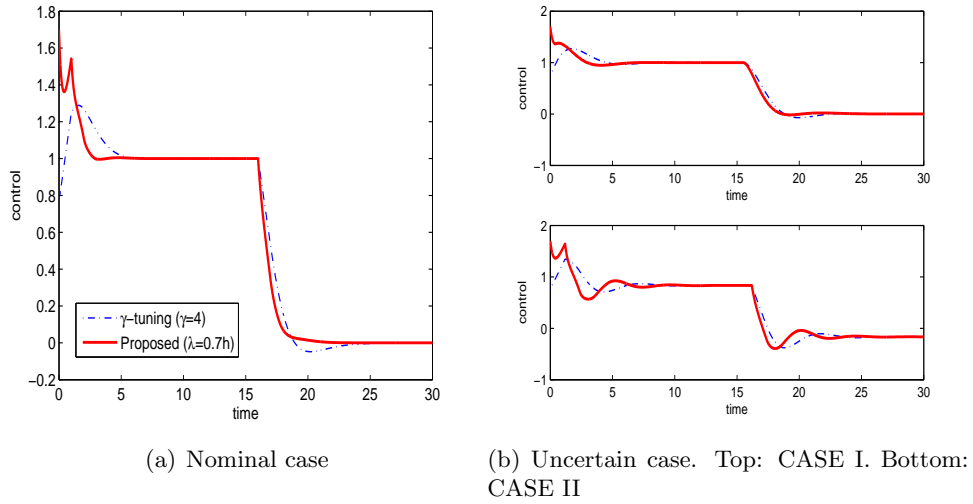 1.8
1.6
1.4
1.2
1
0.8
0.6
0.4
0.2
0
−0.2
control
0 5 10 15 20 25 30
time
γ−tuning (γ=4)
Proposed (λ=0.7h)
2
1
0
−1
control
0 5 10 15 20 25 30
time
2
1
0
−1
control
0 5 10 15 20 25 30
time
(a) Nominal case
(b) Uncertain case. Top: CASE I. Bottom:
CASE II